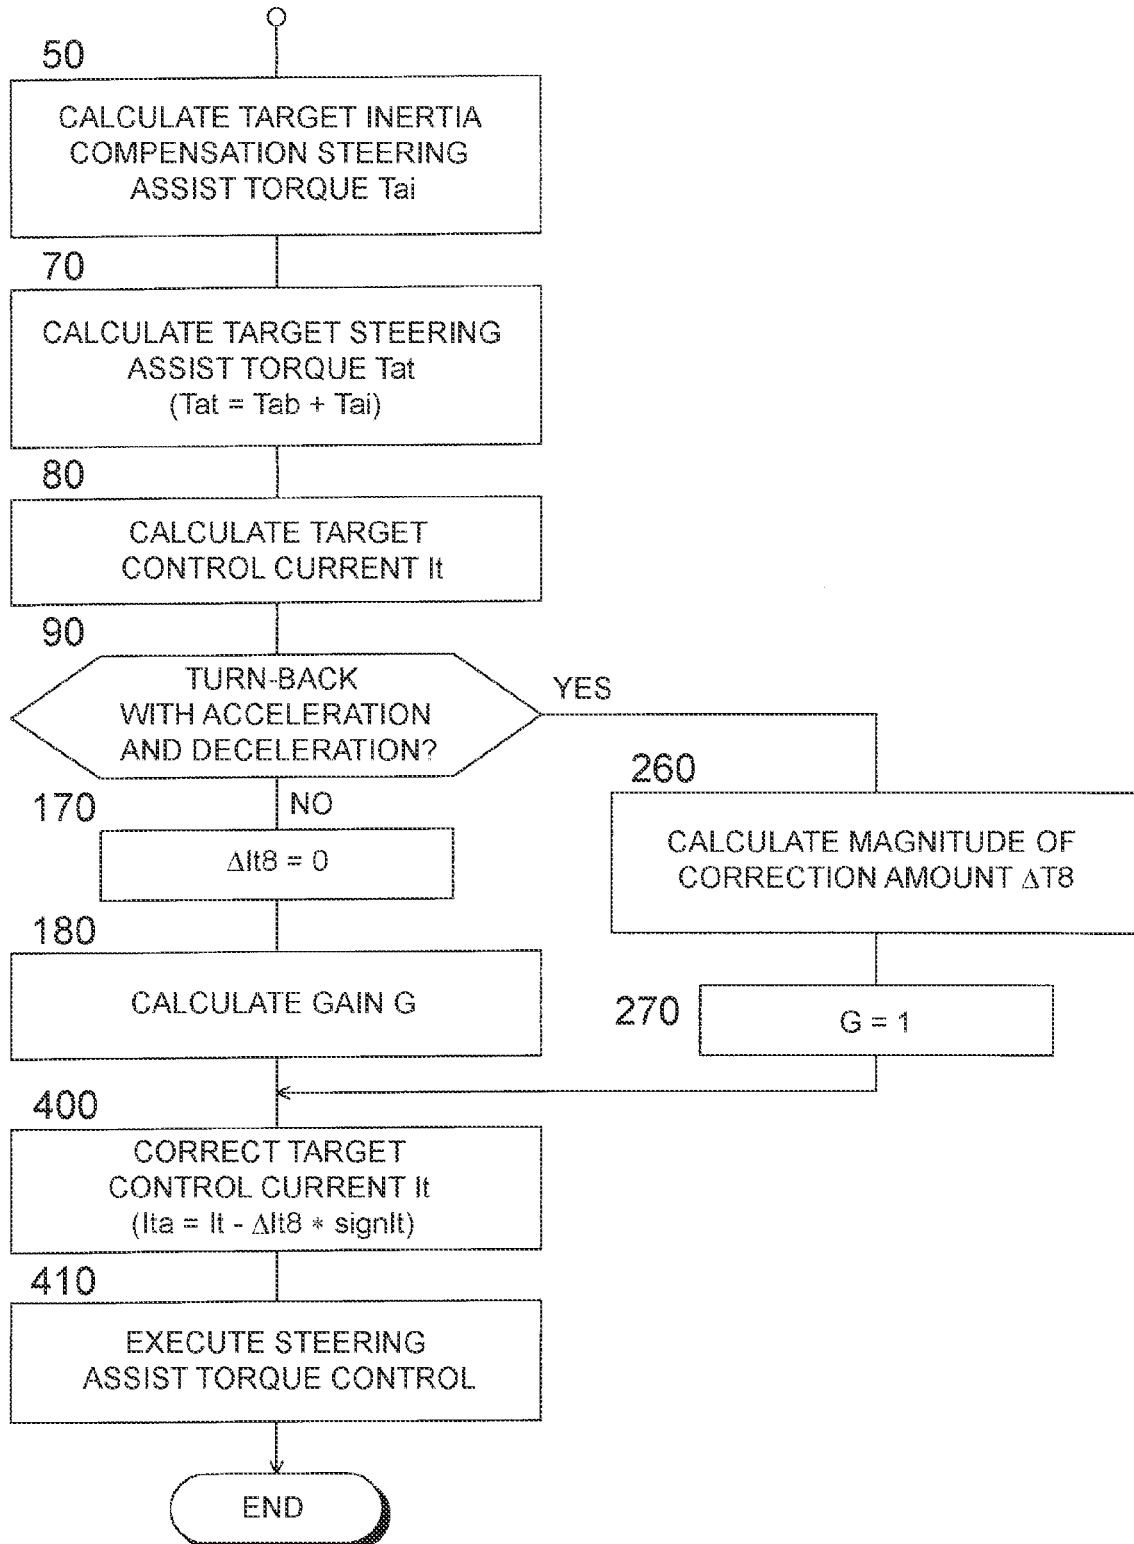 50
CALCULATE TARGET INERTIA
COMPENSATION STEERING
ASSIST TORQUE Tai
70
CALCULATE TARGET STEERING
ASSIST TORQUE Tat
(Tat = Tab + Tai)
80
CALCULATE TARGET
CONTROL CURRENT It
90
TURN-BACK
WITH ACCELERATION
AND DECELERATION?
YES
NO
170
ΔIt8 = 0
180
CALCULATE GAIN G
260
CALCULATE MAGNITUDE OF
CORRECTION AMOUNT ΔT8
270
G = 1
400
CORRECT TARGET
CONTROL CURRENT It
(Ita = It - ΔIt8 * signIt)
410
EXECUTE STEERING
ASSIST TORQUE CONTROL
END